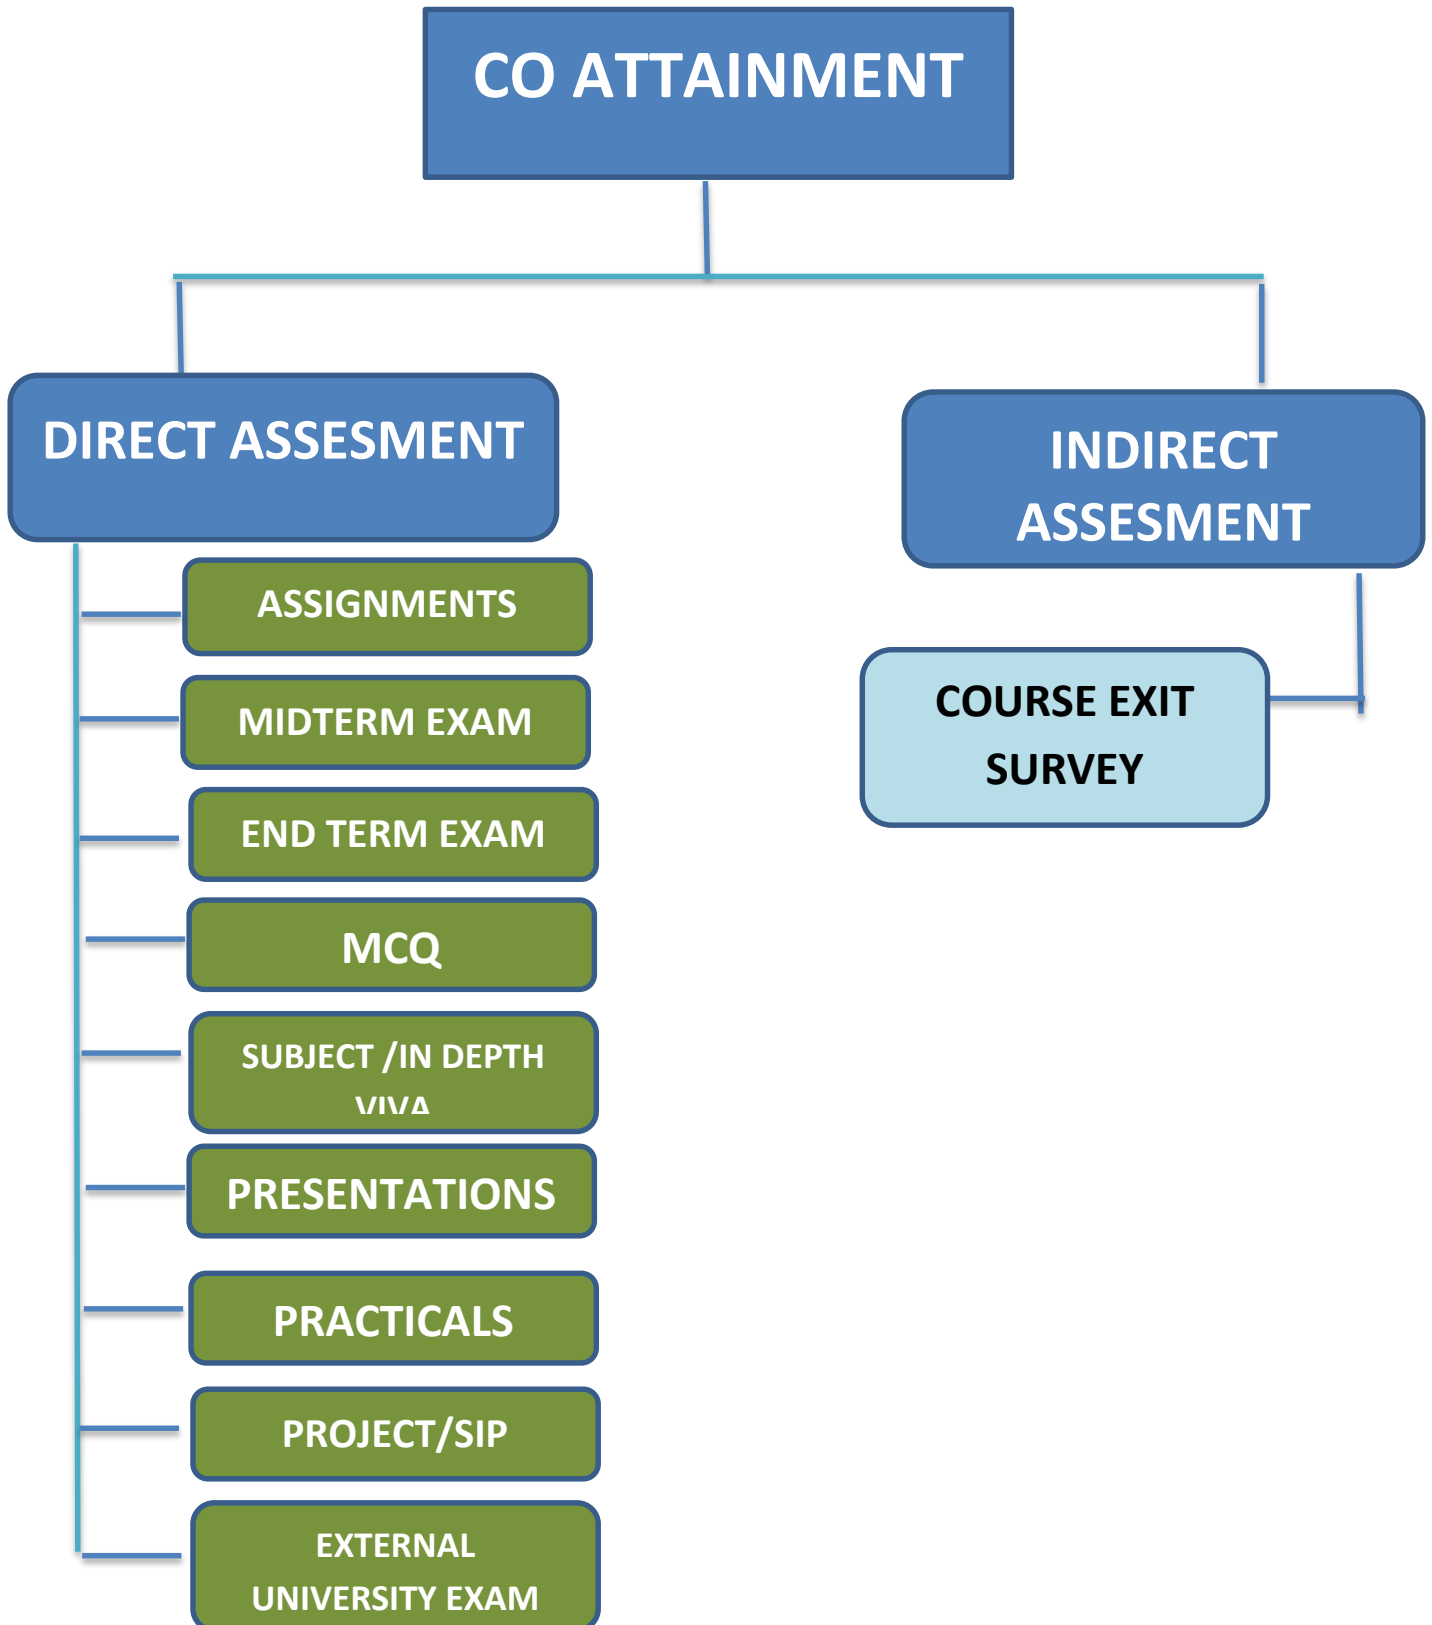 CO ATTAINMENT
DIRECT ASSESMENT
INDIRECT
ASSESMENT
ASSIGNMENTS
MIDTERM EXAM
END TERM EXAM
MCQ
SUBJECT /IN DEPTH
VIVA
PRESENTATIONS
PRACTICALS
PROJECT/SIP
EXTERNAL
UNIVERSITY EXAM
COURSE EXIT
SURVEY